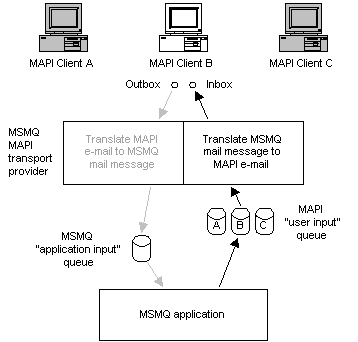 MAPI Client A
MAPI Client B
MAPI Client C
Outbox
Inbox
MSMQ
MAPI
transport
provider
Translate MAPI
e-mail to MSMQ
mail message
Translate MSMQ
mail message to
MAPI e-mail
A
B
C
MAPI
"user input"
queue
MSMQ
"application input"
queue
MSMQ application